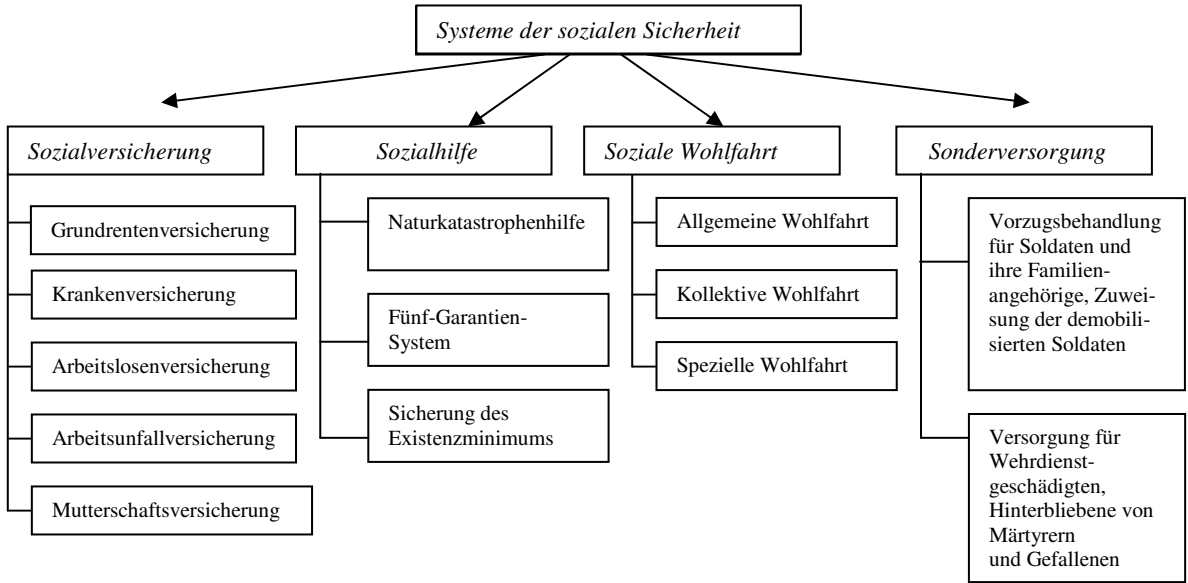 Systeme der sozialen Sicherheit
Sozialversicherung
Grundrentenversicherung
Krankenversicherung
Arbeitslosenversicherung
Arbeitsunfallversicherung
Mutterschaftsversicherung
Sozialhilfe
Naturkatastrophenhilfe
Fünf-Garantien-
System
Sicherung des
Existenzminimums
Soziale Wohlfahrt
Allgemeine Wohlfahrt
Kollektive Wohlfahrt
Spezielle Wohlfahrt
Sonderversorgung
Vorzugsbehandlung
für Soldaten und
ihre Familien-
angehörige, Zuwei-
sung der demobili-
sierten Soldaten
Versorgung für
Wehrdienst-
geschädigten,
Hinterbliebene von
Märtyrern
und Gefallenen